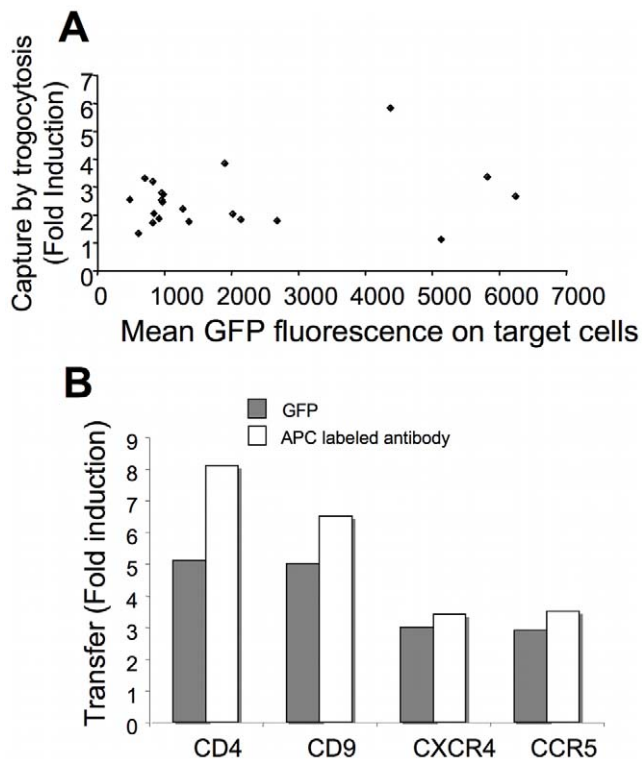 A
Capture by trogocytosis
(Fold Induction)
7
6
5
4
3
2
1
0
0 1000 2000 3000 4000 5000 6000 7000
Mean GFP fluorescence on target cells
B
GFP
APC labeled antibody
Transfer (Fold induction)
9
8
7
6
5
4
3
2
1
0
CD4 CD9 CXCR4 CCR5